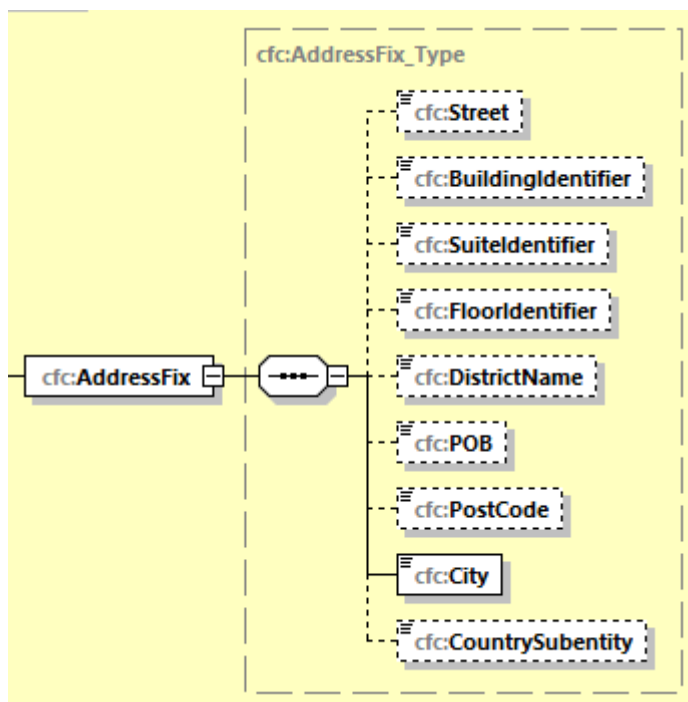 cfc:AddressFix_Type
cfc:Street
cfc:BuildingIdentifier
cfc:SuiteIdentifier
cfc:FloorIdentifier
cfc:AddressFix
cfc:DistrictName
cfc:POB
cfc:PostCode
cfc:City
cfc:CountrySubentity